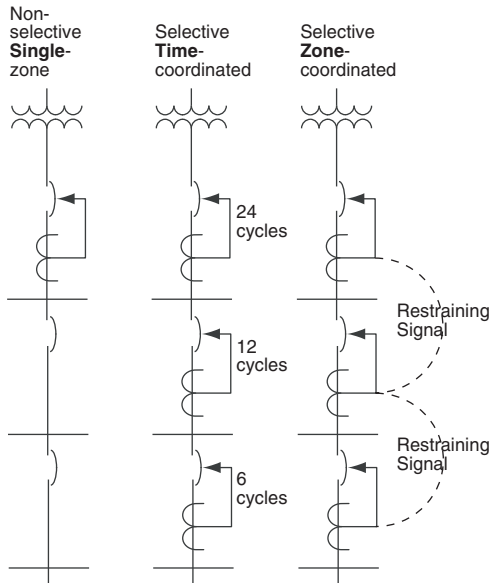 Non-
selective
Single-
zone
Selective
Time-
coordinated
Selective
Zone-
coordinated
24
cycles
Restraining
Signal
12
cycles
Restraining
Signal
6
cycles